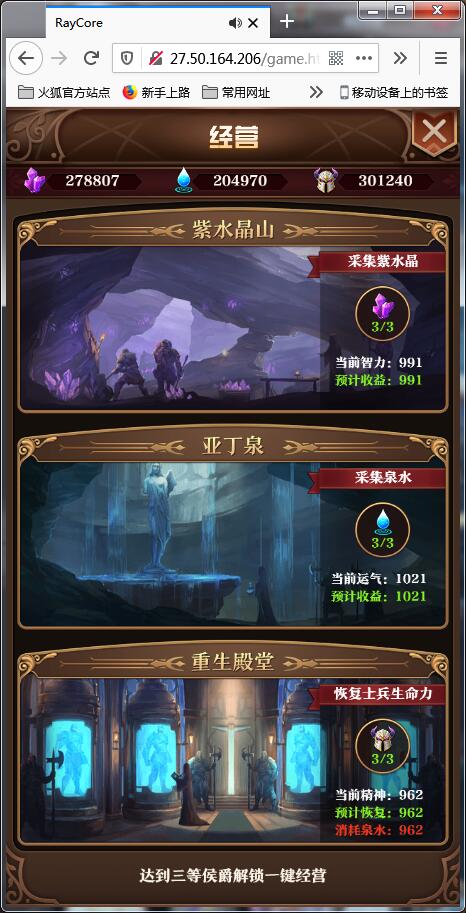 RayCore
27.50.164.206/game.h
火狐官方站点 新手上路 常用网址 移动设备上的书签
经营
278807 204970 301240
紫水晶山
采集紫水晶
3/3
当前智力：991
预计收益：991
亚丁泉
采集泉水
3/3
当前运气：1021
预计收益：1021
重生殿堂
恢复士兵生命力
3/3
当前精神：962
预计恢复：962
消耗泉水：962
达到三等侯爵解锁一键经营